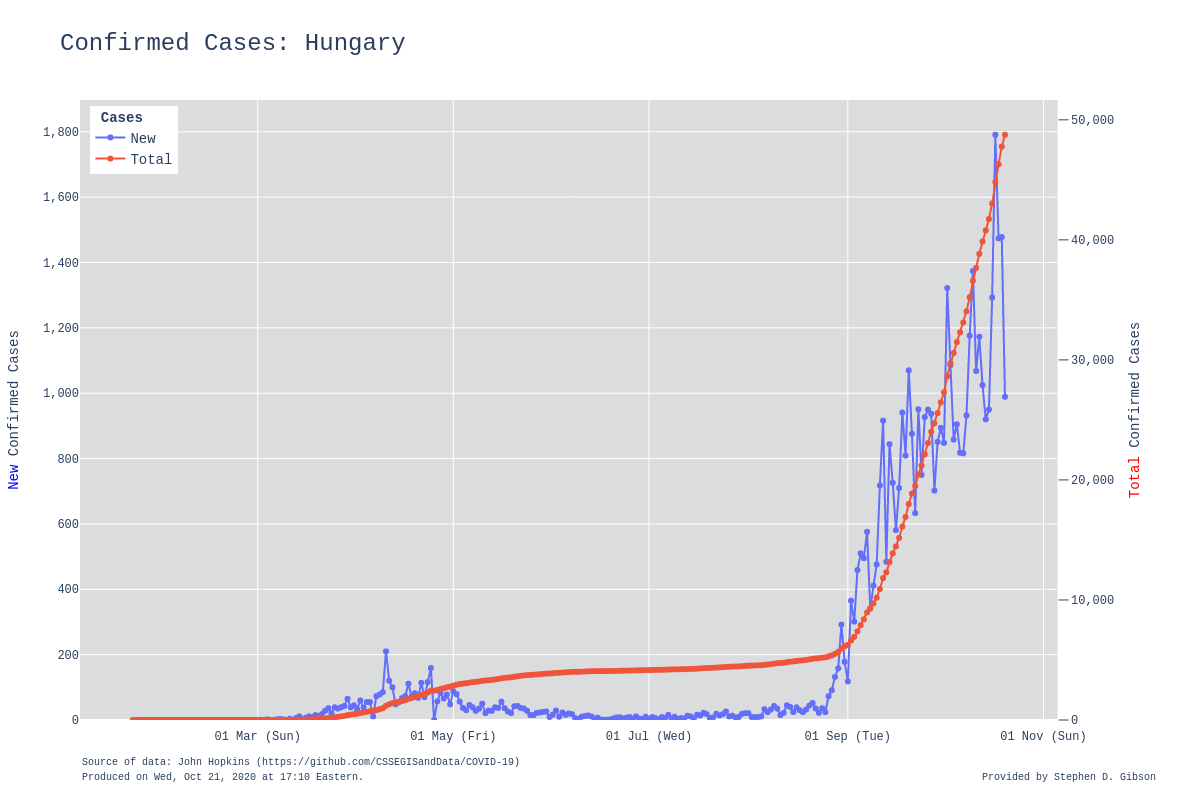 Confirmed Cases: Hungary
Cases
New
Total
1,800
1,600
1,400
1,200
1,000
800
600
400
200
0
New Confirmed Cases
50,000
40,000
30,000
20,000
10,000
0
Total Confirmed Cases
01 Mar (Sun)
01 May (Fri)
01 Jul (Wed)
01 Sep (Tue)
01 Nov (Sun)
Source of data: John Hopkins (https://github.com/CSSEGISandData/COVID-19)
Produced on Wed, Oct 21, 2020 at 17:10 Eastern.
Provided by Stephen D. Gibson